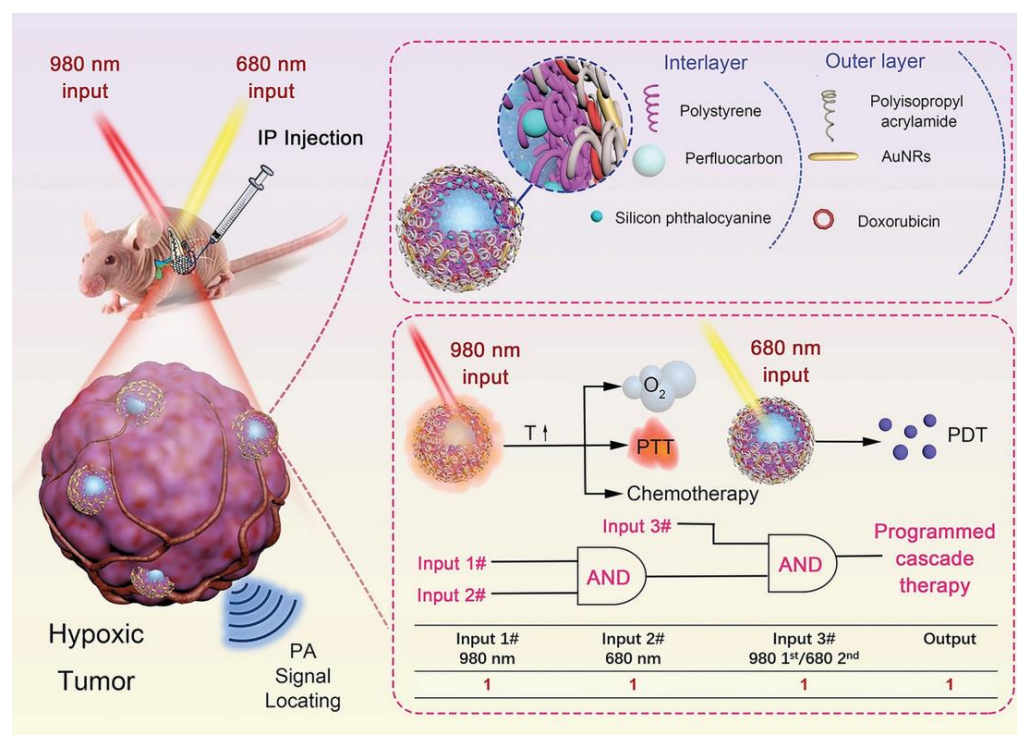 980 nm
input
680 nm
input
IP Injection
Hypoxic
Tumor
PA
Signal
Locating
Interlayer
Polystyrene
Perfluocarbon
Silicon phthalocyanine
Outer layer
Polyisopropyl
acrylamide
AuNRs
Doxorubicin
980 nm
input
T ↑
O2
PTT
Chemotherapy
680 nm
input
PDT
Input 3#
Input 1#
Input 2#
AND
AND
Programmed
cascade
therapy
Input 1#
980 nm
Input 2#
680 nm
Input 3#
980 1st/680 2nd
Output
1
1
1
1